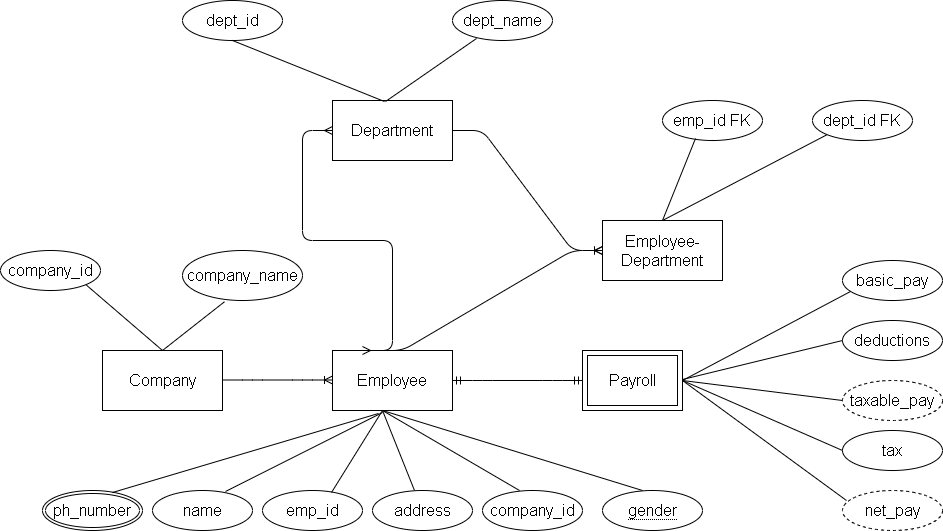 dept_id
dept_name
Department
emp_id FK
dept_id FK
Employee-
Department
company_id
company_name
basic_pay
deductions
Company
Employee
Payroll
taxable_pay
tax
ph_number
name
emp_id
address
company_id
gender
net_pay